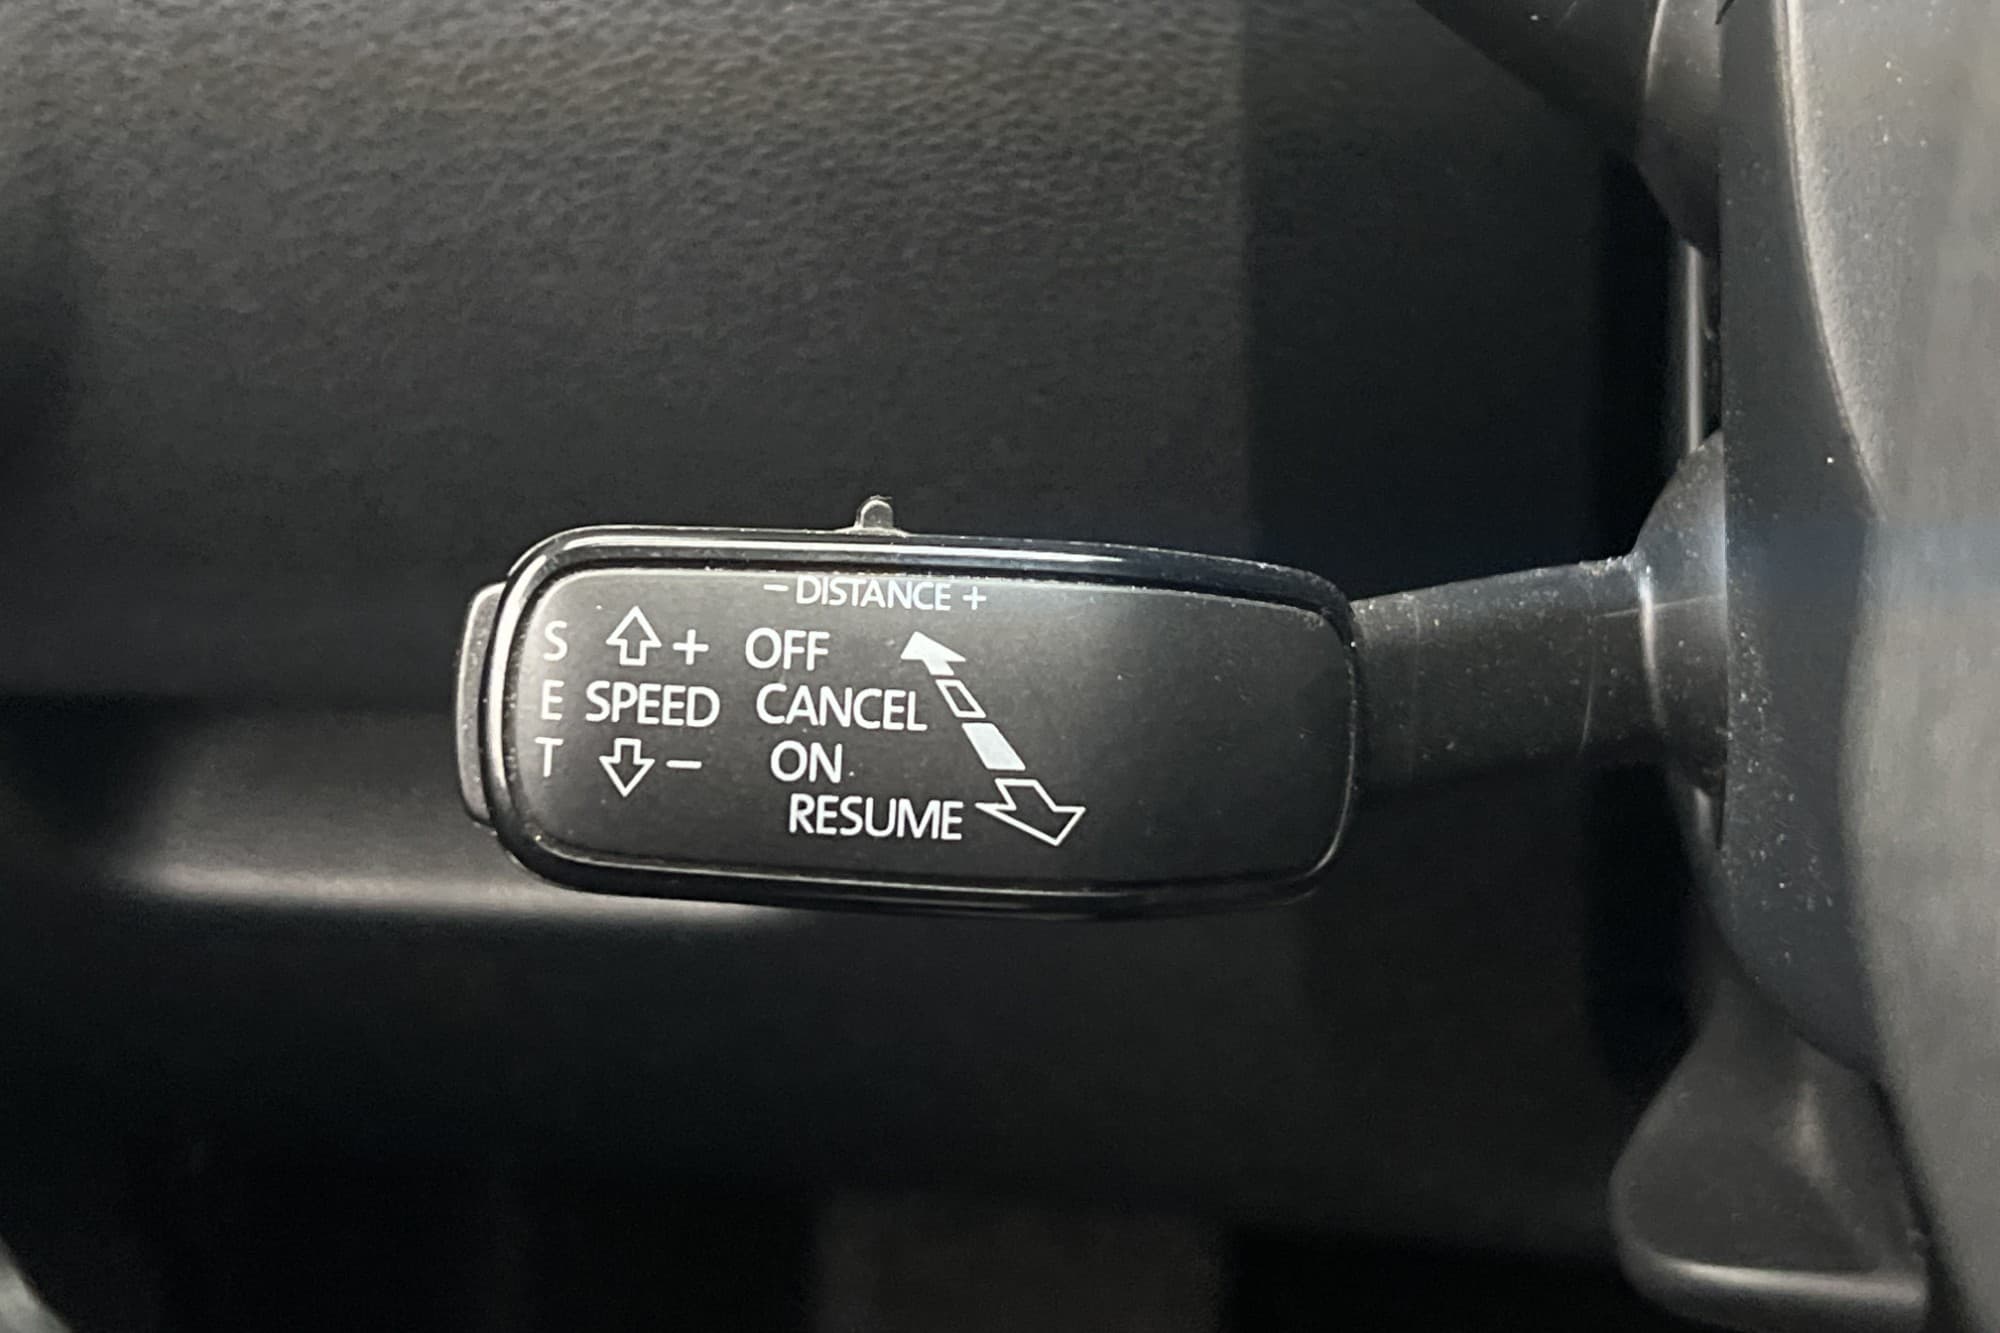 - DISTANCE +
S + OFF
E SPEED CANCEL
T - ON
RESUME